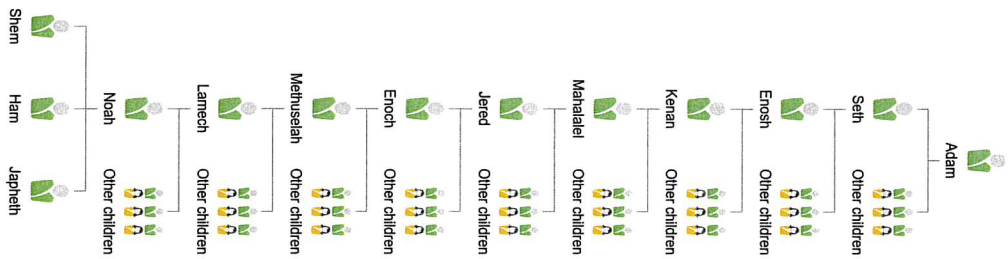 Adam
Seth
Other children
Enosh
Other children
Kenan
Other children
Mahalalel
Other children
Jered
Other children
Enoch
Other children
Methuselah
Other children
Lamech
Other children
Noah
Other children
Shem
Ham
Japheth